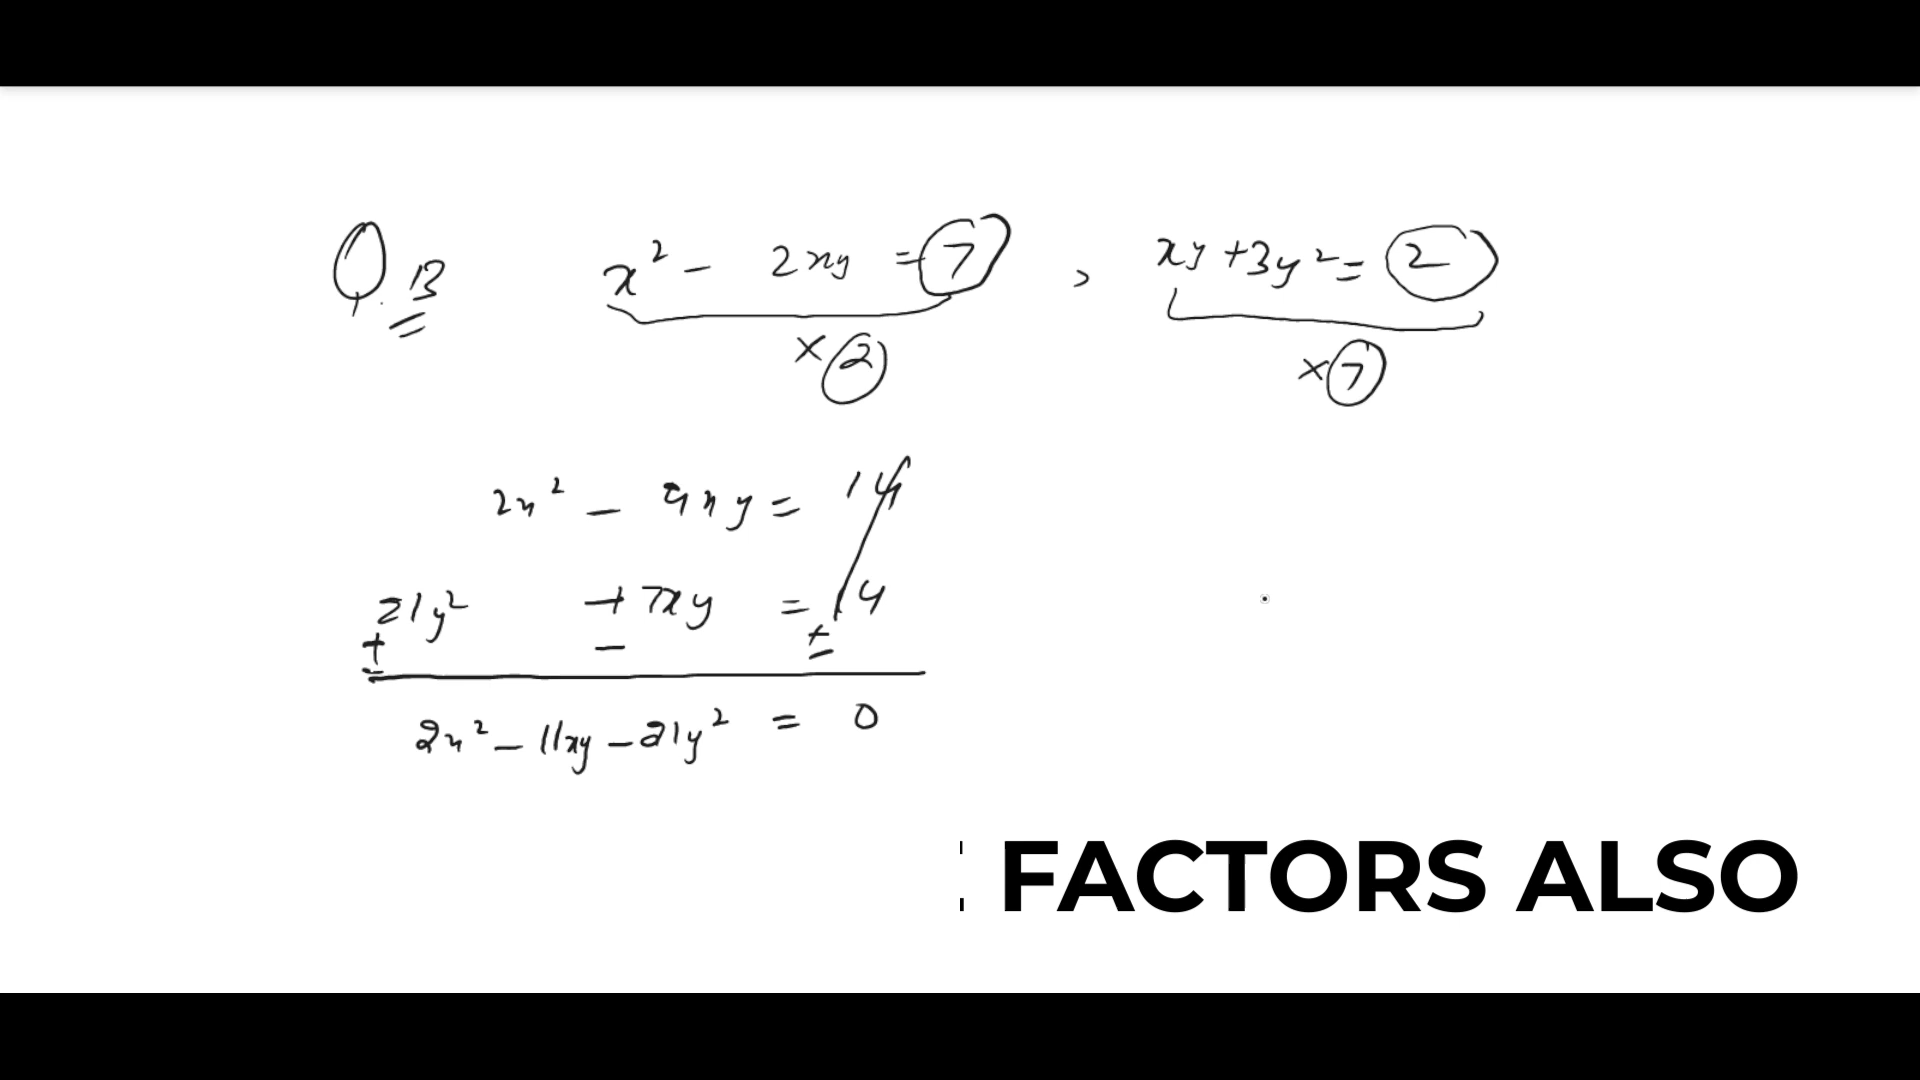 Q.13 x² - 2xy = 7 , xy + 3y² = 2
×2 ×7
2x² - 4xy = 14
21y² + 7xy = 14
± - ±
2x² - 11xy - 21y² = 0
FACTORS ALSO